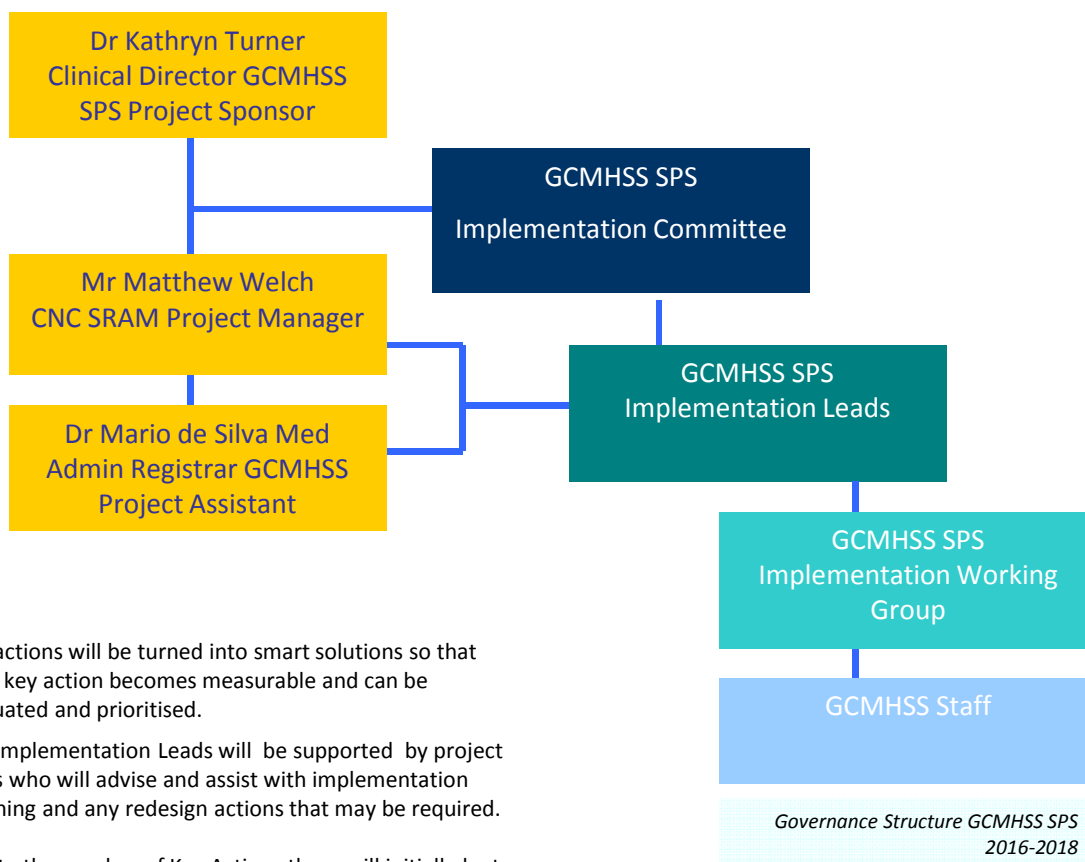 Dr Kathryn Turner
Clinical Director GCMHSS
SPS Project Sponsor
GCMHSS SPS
Implementation Committee
Mr Matthew Welch
CNC SRAM Project Manager
GCMHSS SPS
Implementation Leads
Dr Mario de Silva Med
Admin Registrar GCMHSS
Project Assistant
GCMHSS SPS
Implementation Working
Group
GCMHSS Staff
actions will be turned into smart solutions so that
key action becomes measurable and can be
uated and prioritised.
mplementation Leads will be supported by project
s who will advise and assist with implementation
ning and any redesign actions that may be required.
Governance Structure GCMHSS SPS
2016-2018